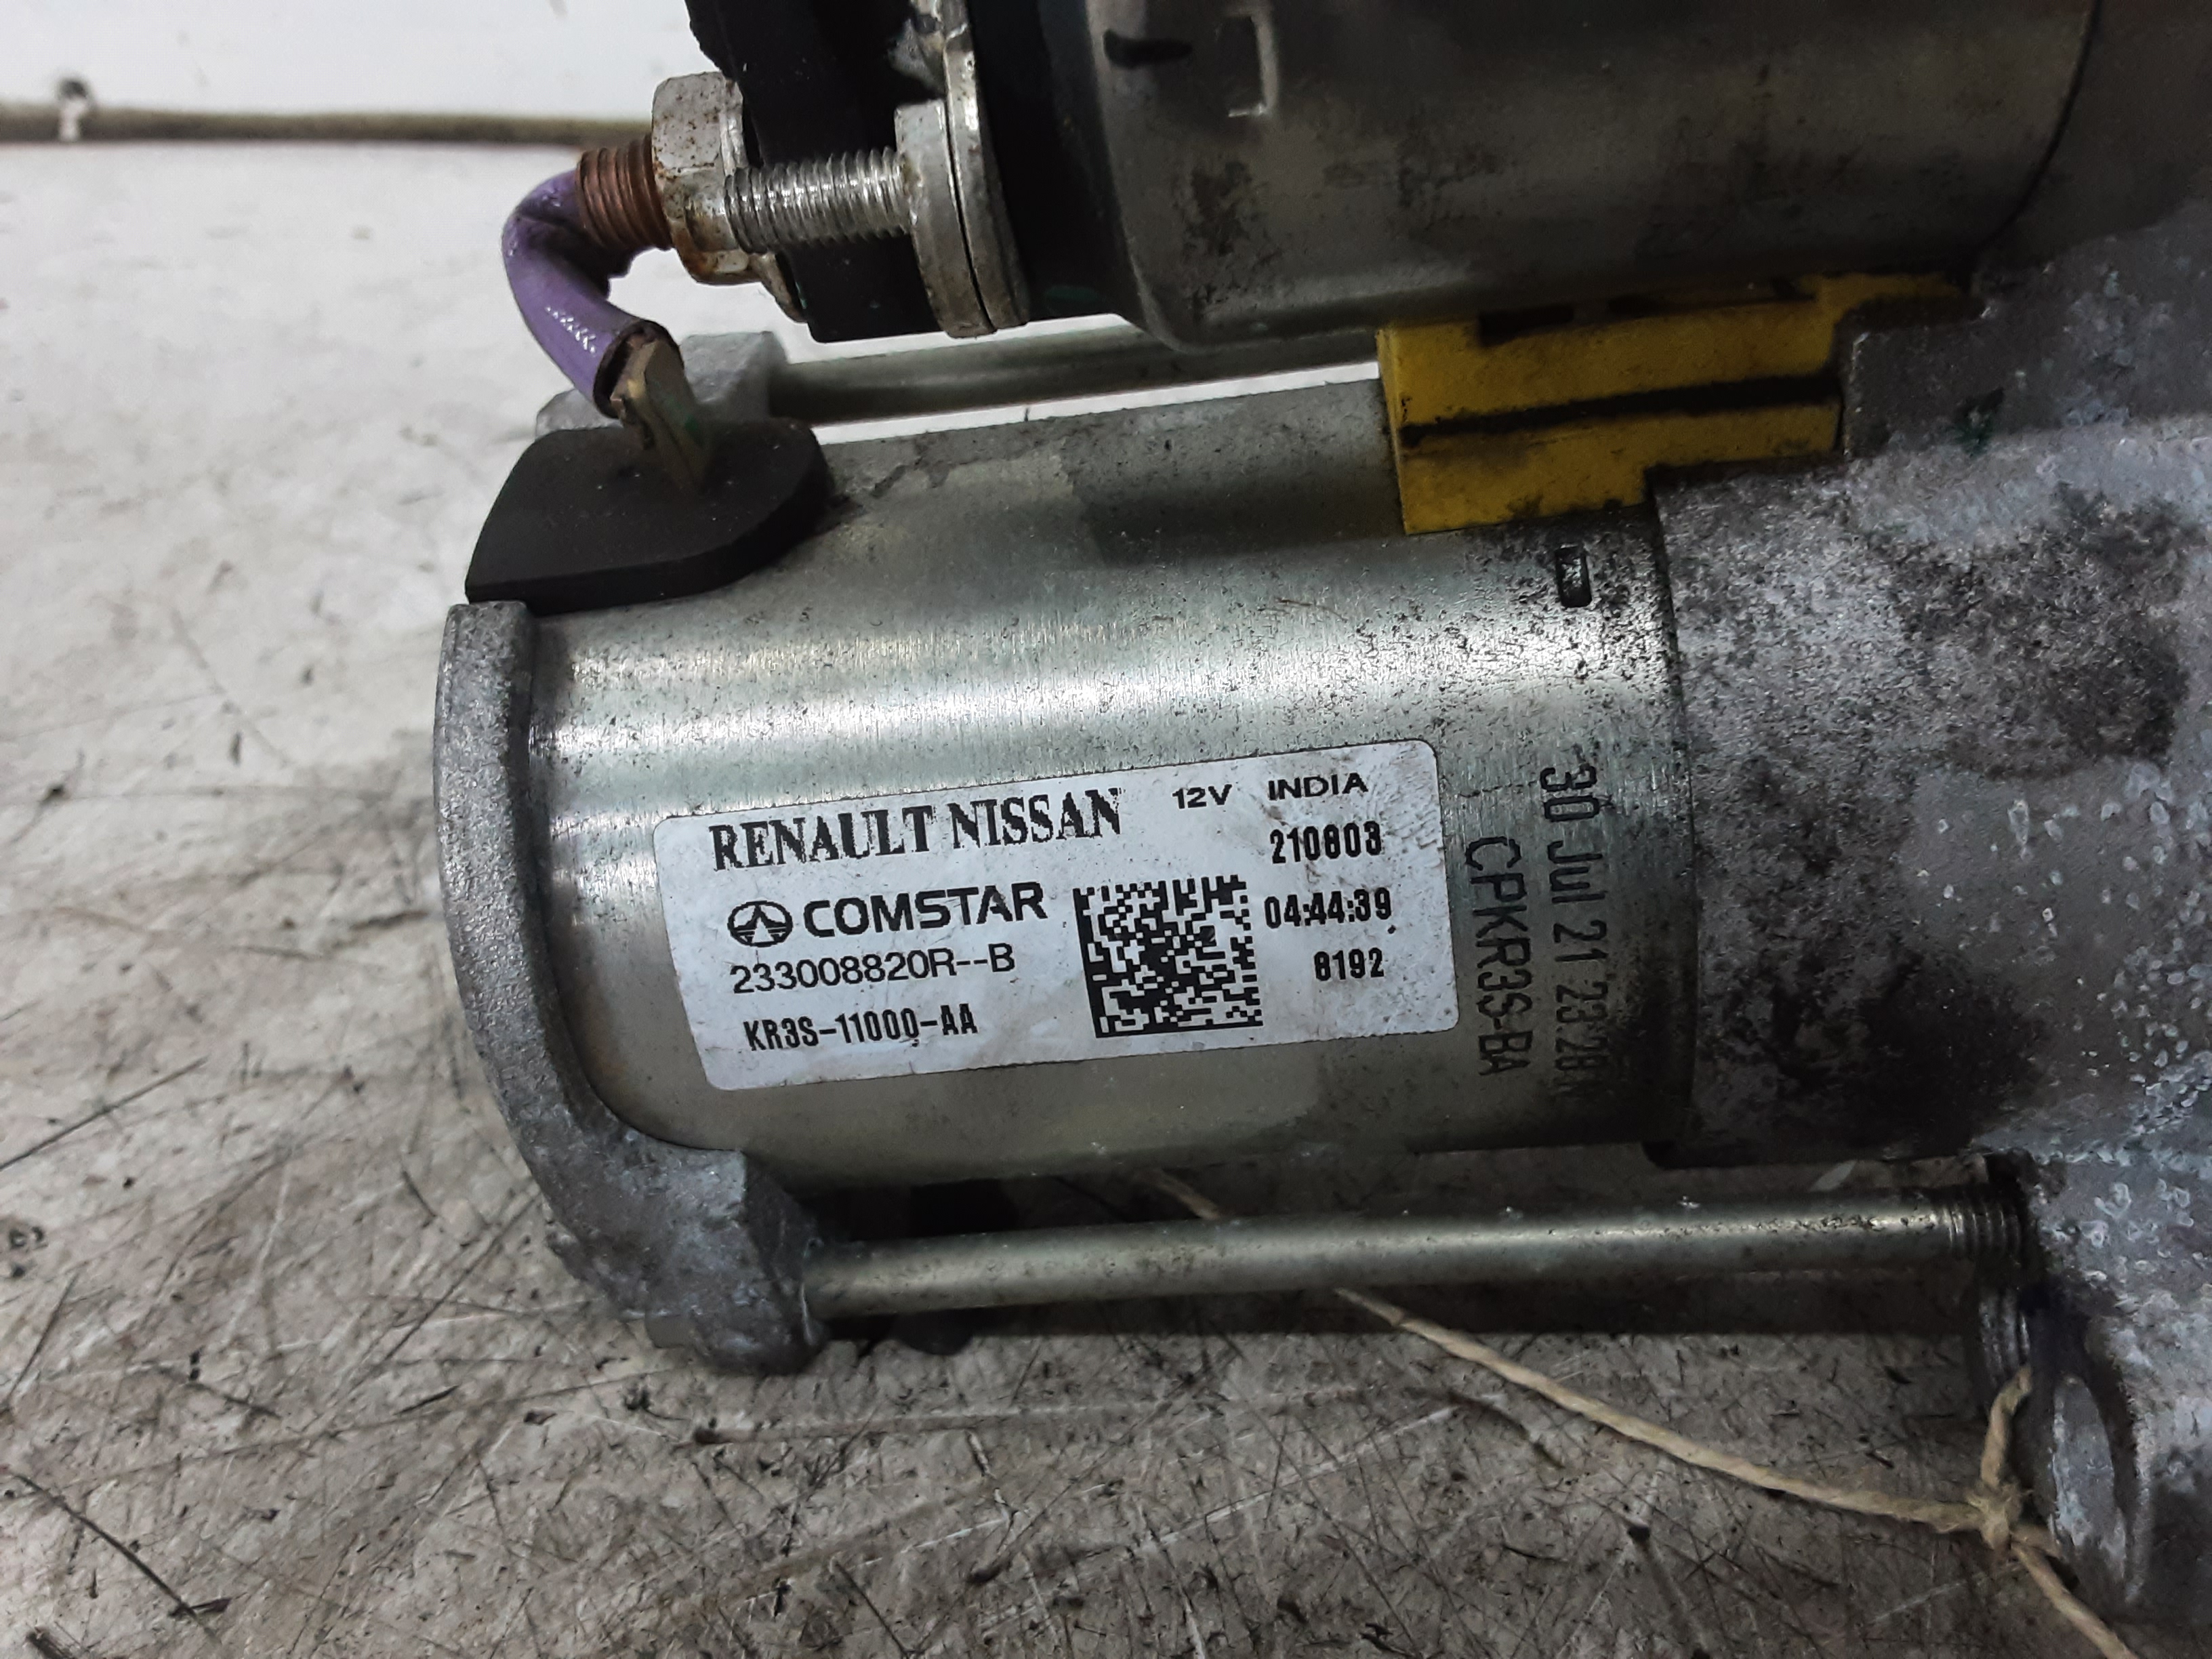 RENAULT NISSAN 12V INDIA
210803
COMSTAR
04:44:39
233008820R--B
8192
KR3S-11000-AA
30 Jul 21 23:28
CPKR3S-BA